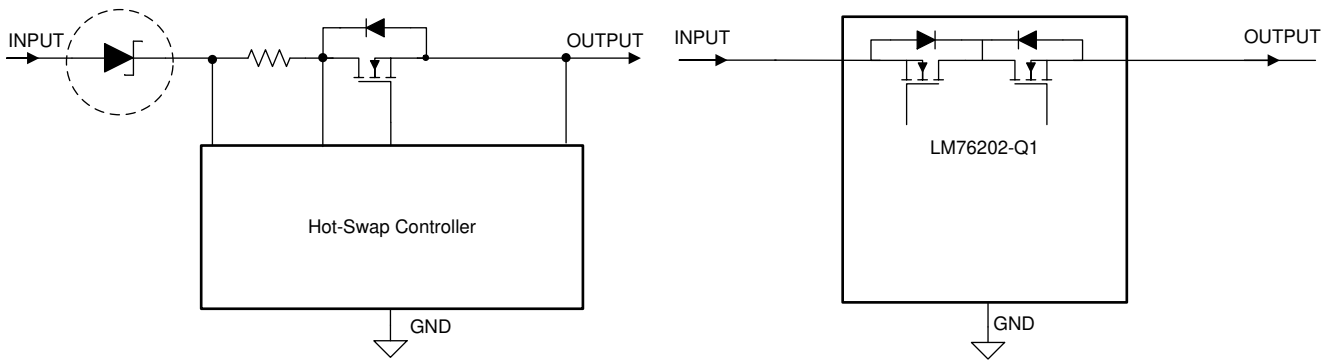 INPUT
OUTPUT
Hot-Swap Controller
GND
INPUT
OUTPUT
LM76202-Q1
GND